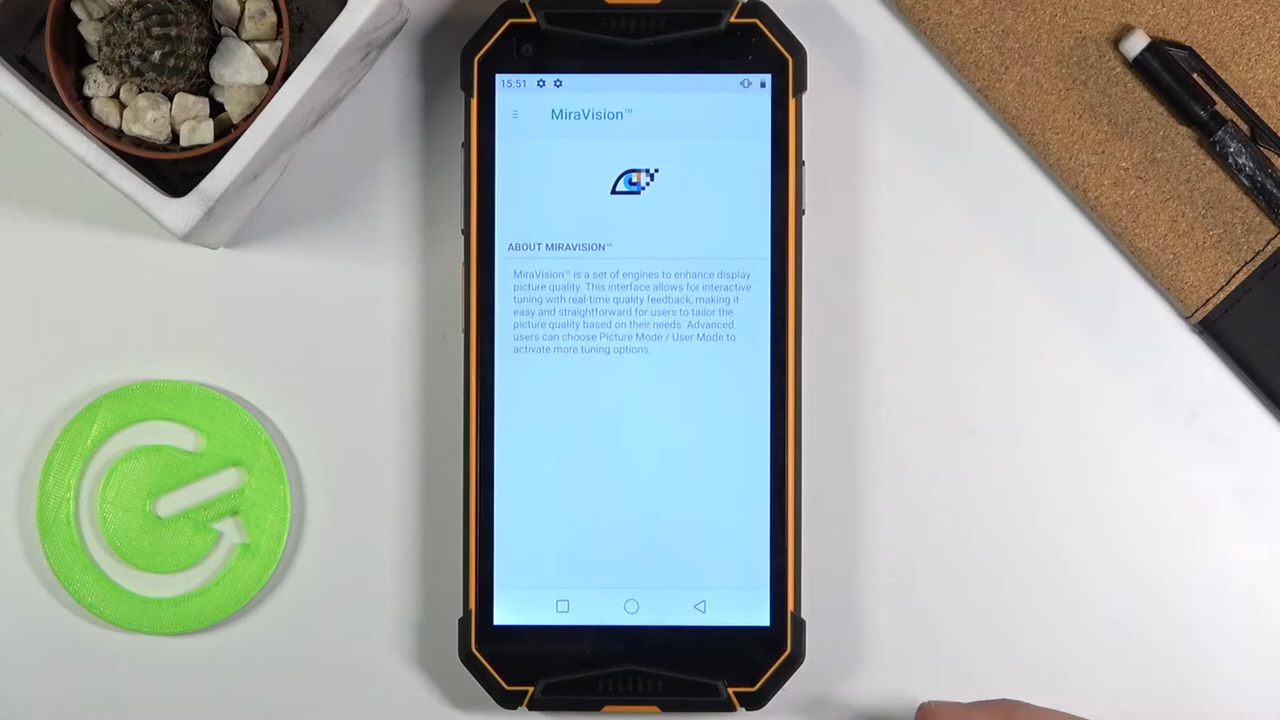 15:51
MiraVision™
ABOUT MIRAVISION™
MiraVision™ is a set of engines to enhance display
picture quality. This interface allows for interactive
tuning with real-time quality feedback, making it
easy and straightforward for users to tailor the
picture quality based on their needs. Advanced
users can choose Picture Mode / User Mode to
activate more tuning options.